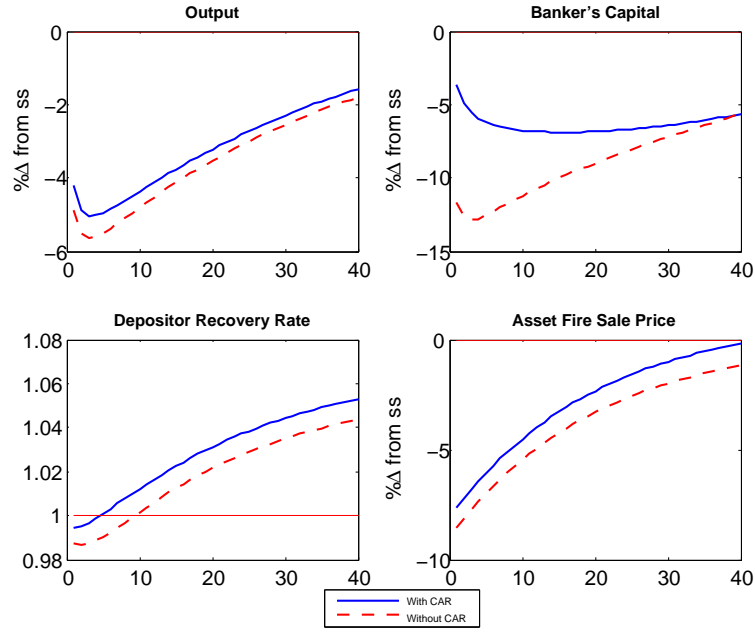 Output
Banker's Capital
0
−2
−4
−6
%Δ from ss
0 10 20 30 40
0
−5
−10
−15
%Δ from ss
0 10 20 30 40
Depositor Recovery Rate
Asset Fire Sale Price
1.08
1.06
1.04
1.02
1
0.98
0 10 20 30 40
0
−5
−10
%Δ from ss
0 10 20 30 40
With CAR
Without CAR